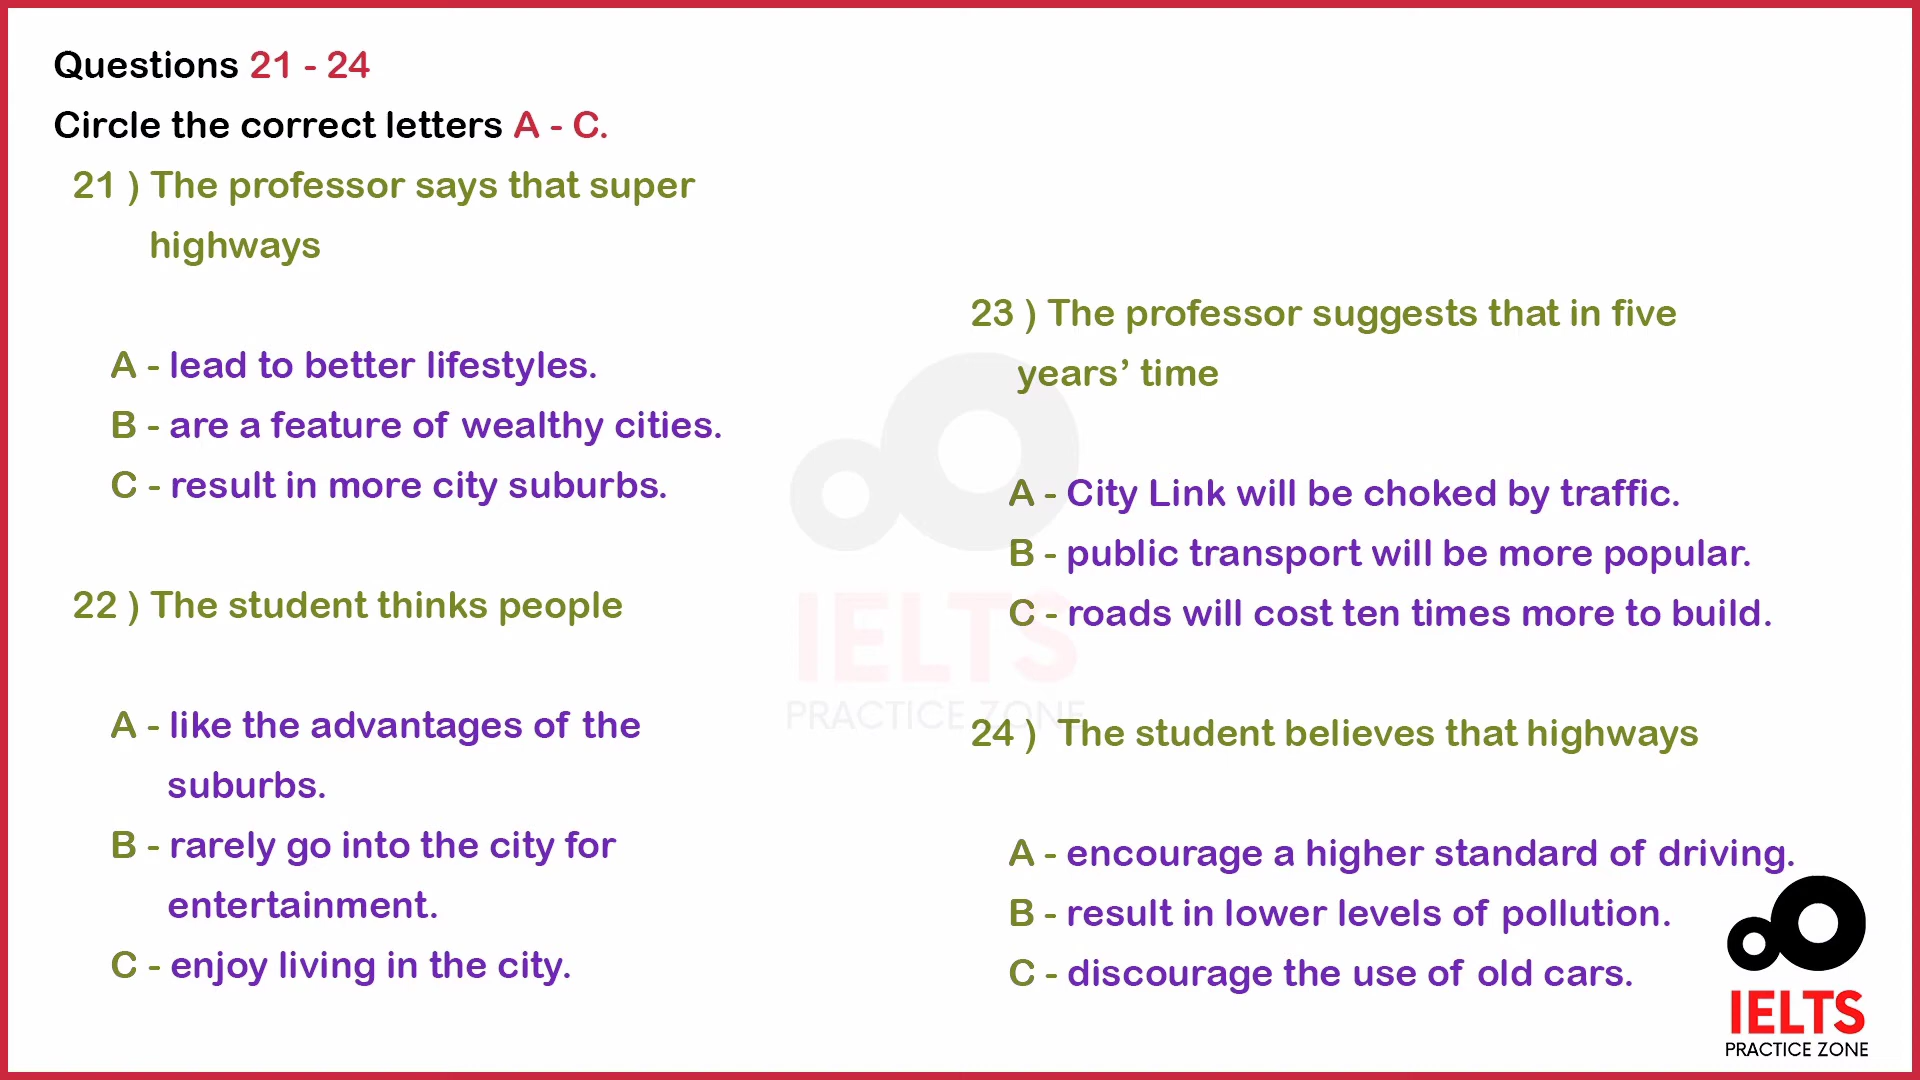 Questions 21 - 24
Circle the correct letters A - C.
21 ) The professor says that super
highways
A - lead to better lifestyles.
B - are a feature of wealthy cities.
C - result in more city suburbs.
22 ) The student thinks people
A - like the advantages of the
suburbs.
B - rarely go into the city for
entertainment.
C - enjoy living in the city.
23 ) The professor suggests that in five
years’ time
A - City Link will be choked by traffic.
B - public transport will be more popular.
C - roads will cost ten times more to build.
24 ) The student believes that highways
A - encourage a higher standard of driving.
B - result in lower levels of pollution.
C - discourage the use of old cars.
IELTS
PRACTICE ZONE
IELTS
PRACTICE ZONE